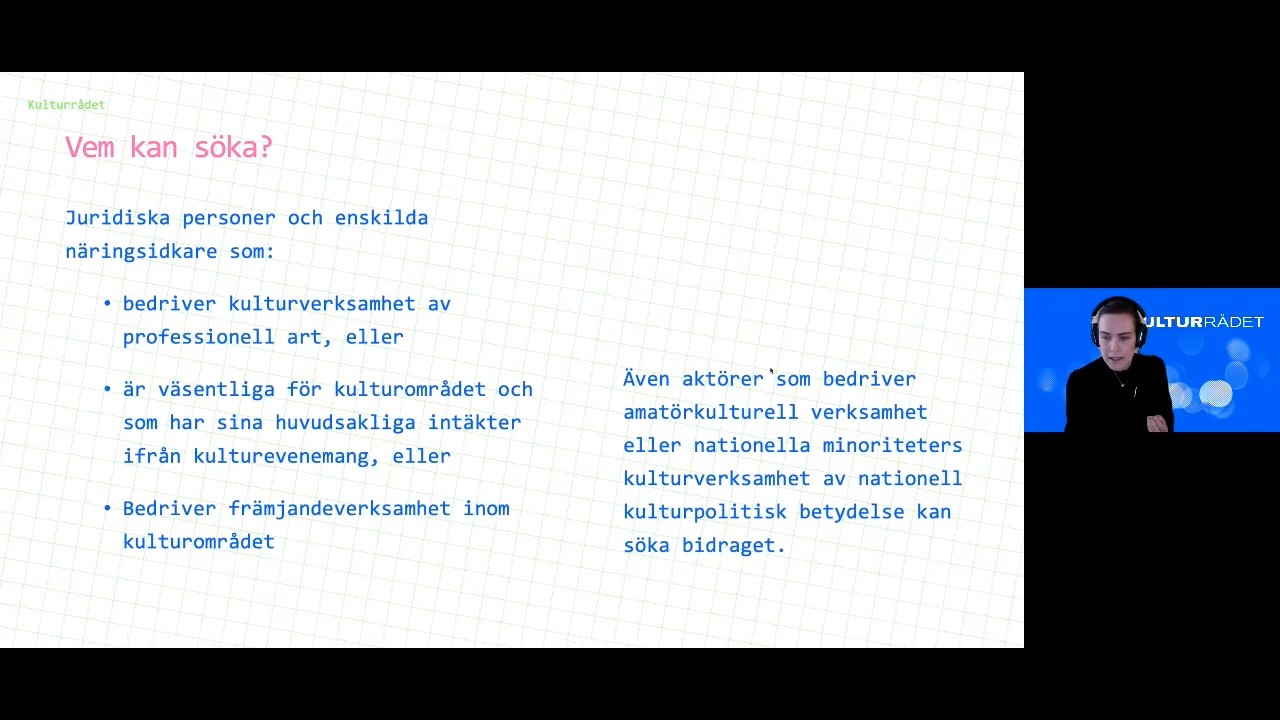 Kulturrådet
Vem kan söka?
Juridiska personer och enskilda
näringsidkare som:
• bedriver kulturverksamhet av
professionell art, eller
• är väsentliga för kulturområdet och
som har sina huvudsakliga intäkter
ifrån kulturevenemang, eller
• Bedriver främjandeverksamhet inom
kulturområdet
Även aktörer som bedriver
amatörkulturell verksamhet
eller nationella minoriteters
kulturverksamhet av nationell
kulturpolitisk betydelse kan
söka bidraget.
ULTURRÅDET